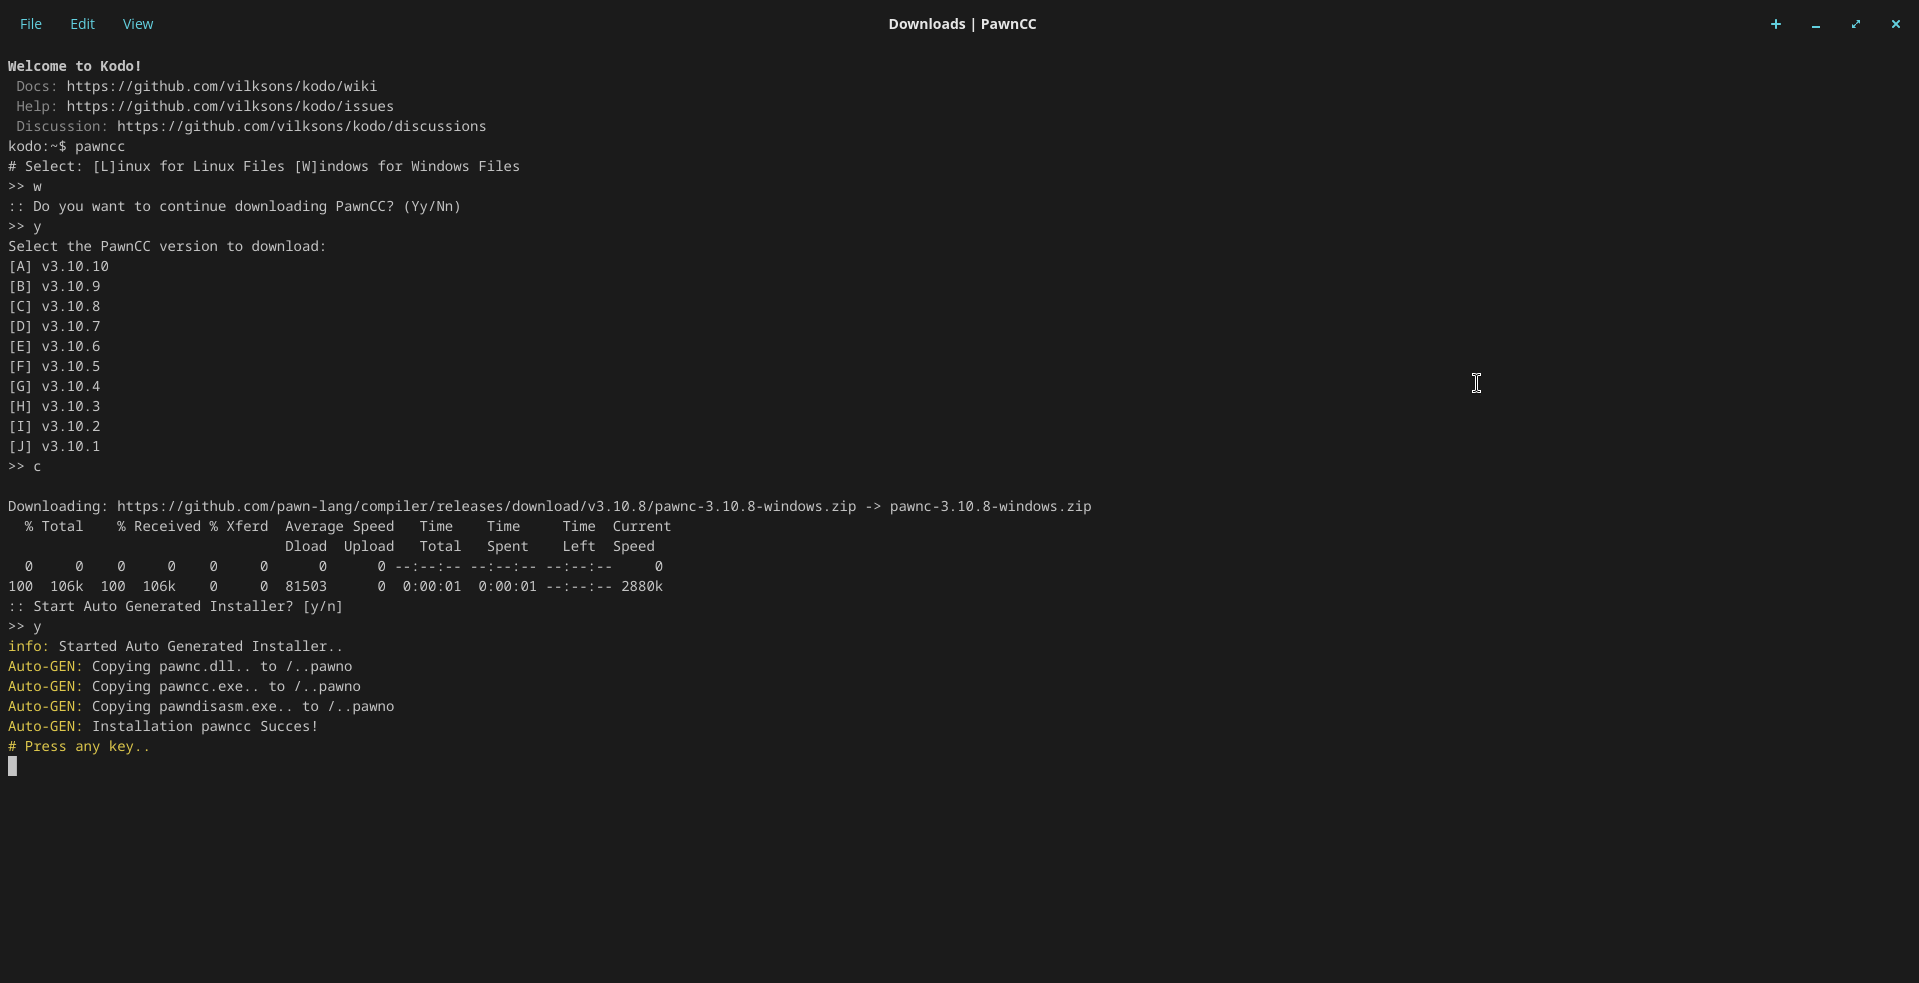 File Edit View Downloads | PawnCC
Welcome to Kodo!
Docs: https://github.com/vilksons/kodo/wiki
Help: https://github.com/vilksons/kodo/issues
Discussion: https://github.com/vilksons/kodo/discussions
kodo:~$ pawncc
# Select: [L]inux for Linux Files [W]indows for Windows Files
>> w
:: Do you want to continue downloading PawnCC? (Yy/Nn)
>> y
Select the PawnCC version to download:
[A] v3.10.10
[B] v3.10.9
[C] v3.10.8
[D] v3.10.7
[E] v3.10.6
[F] v3.10.5
[G] v3.10.4
[H] v3.10.3
[I] v3.10.2
[J] v3.10.1
>> c
Downloading: https://github.com/pawn-lang/compiler/releases/download/v3.10.8/pawnc-3.10.8-windows.zip -> pawnc-3.10.8-windows.zip
% Total % Received % Xferd Average Speed Time Time Time Current
Dload Upload Total Spent Left Speed
0 0 0 0 0 0 0 0 --:--:-- --:--:-- --:--:-- 0
100 106k 100 106k 0 0 81503 0 0:00:01 0:00:01 --:--:-- 2880k
:: Start Auto Generated Installer? [y/n]
>> y
info: Started Auto Generated Installer..
Auto-GEN: Copying pawnc.dll.. to /..pawno
Auto-GEN: Copying pawncc.exe.. to /..pawno
Auto-GEN: Copying pawndisasm.exe.. to /..pawno
Auto-GEN: Installation pawncc Succes!
# Press any key..